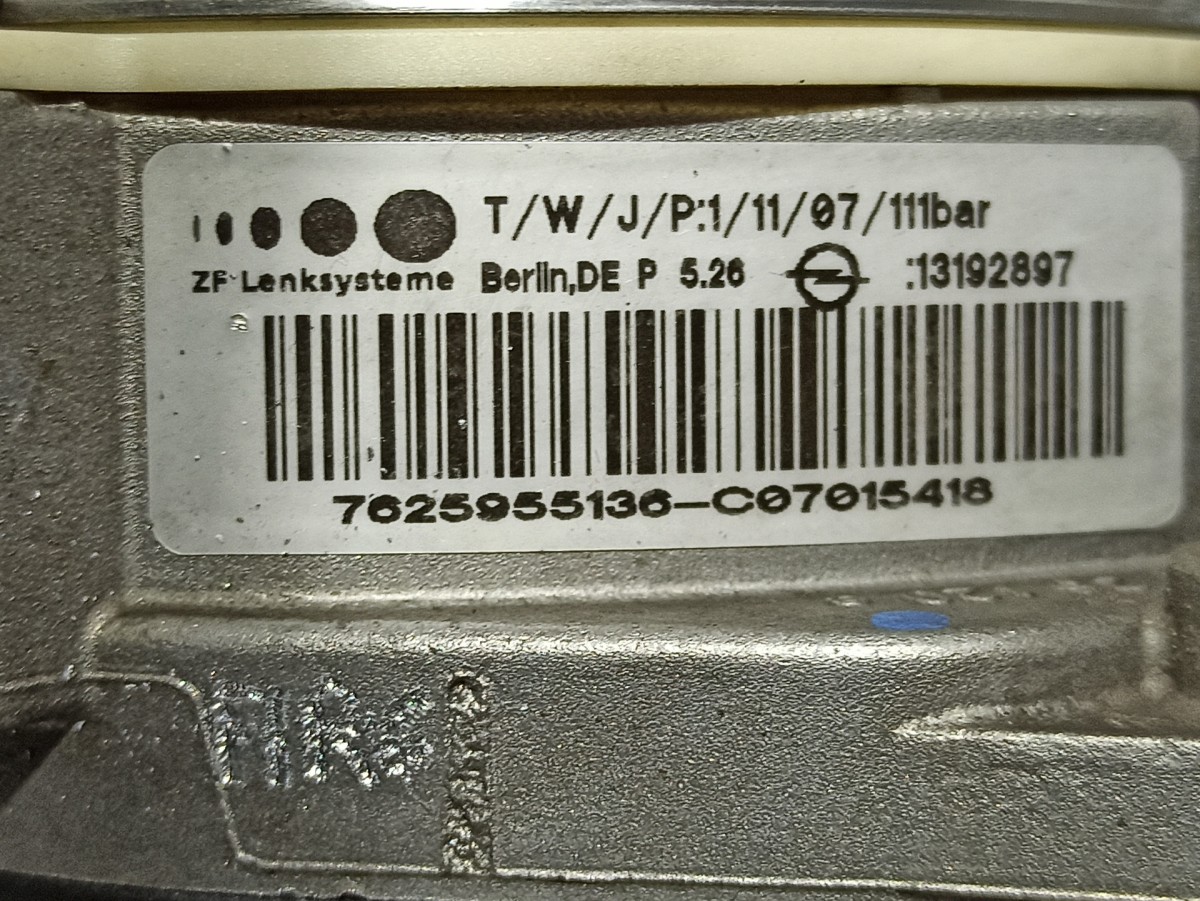 T/W/J/P:1/11/07/111bar
ZF Lenksysteme Berlin,DE P 5.26 :13192897
7625955136-C07015418